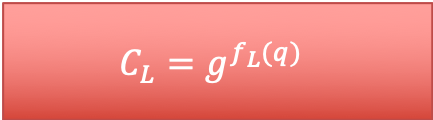 $C_L = g^{f_L(q)}$